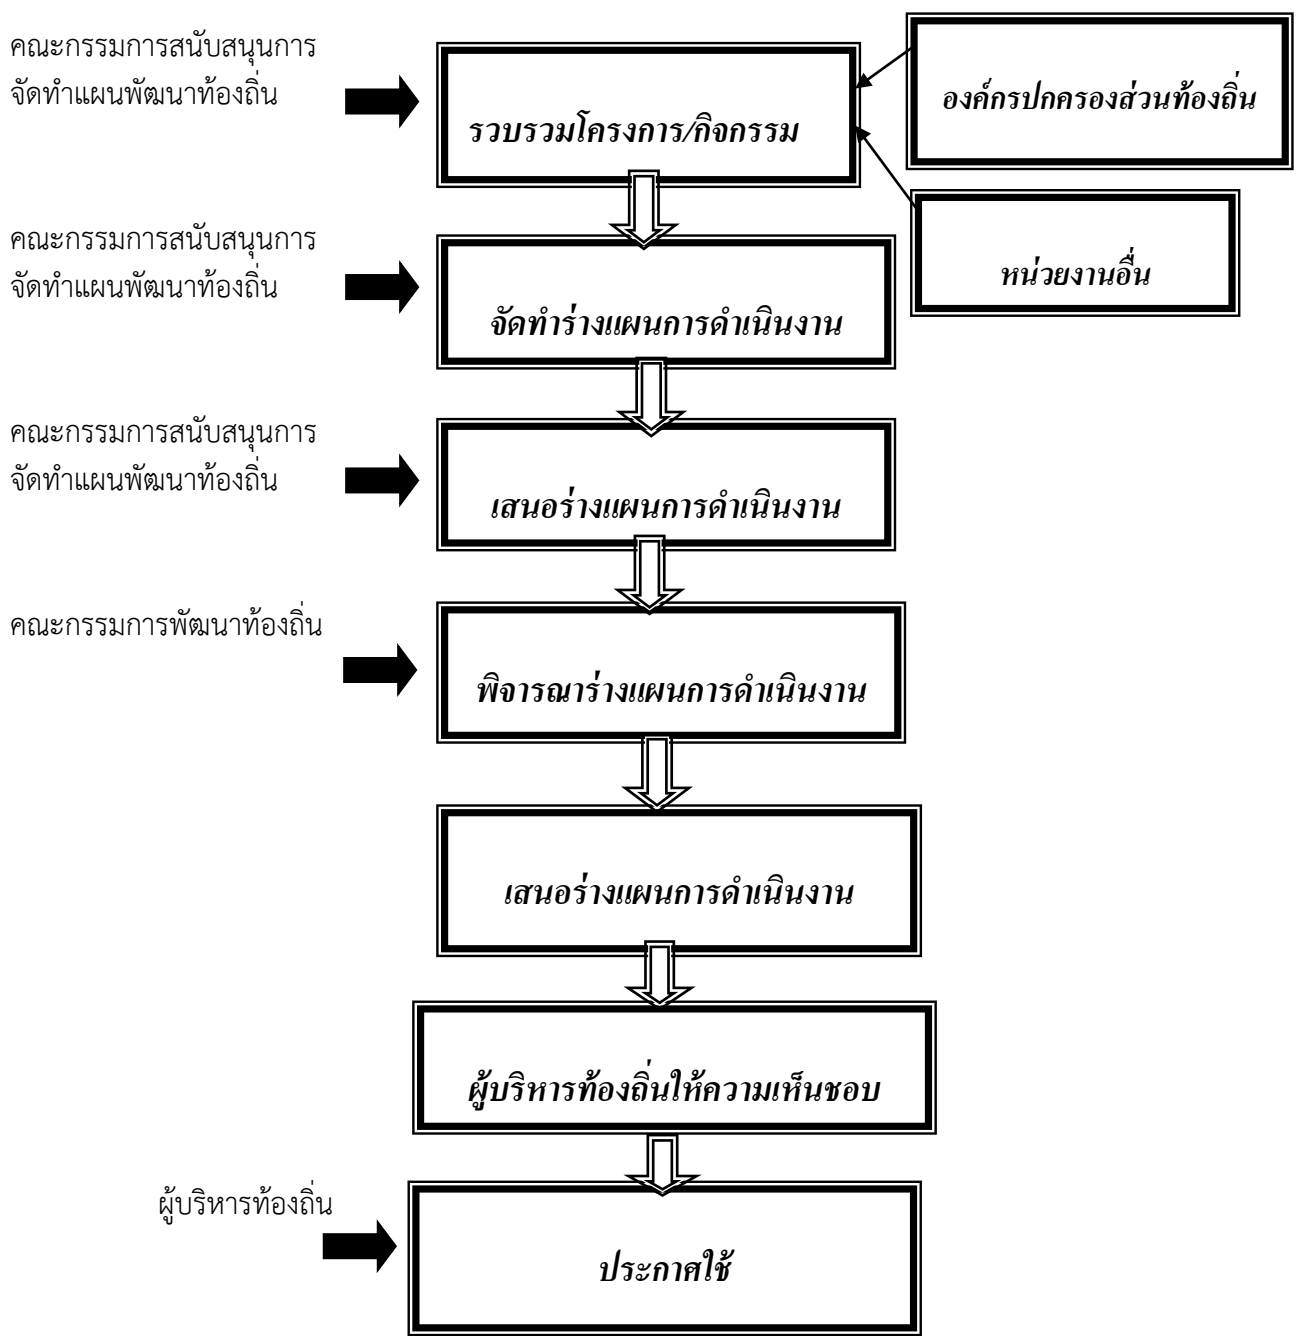 คณะกรรมการสนับสนุนการ
จัดทำแผนพัฒนาท้องถิ่น
รวบรวมโครงการ/กิจกรรม
องค์กรปกครองส่วนท้องถิ่น
หน่วยงานอื่น
คณะกรรมการสนับสนุนการ
จัดทำแผนพัฒนาท้องถิ่น
จัดทำร่างแผนการดำเนินงาน
คณะกรรมการสนับสนุนการ
จัดทำแผนพัฒนาท้องถิ่น
เสนอร่างแผนการดำเนินงาน
คณะกรรมการพัฒนาท้องถิ่น
พิจารณาร่างแผนการดำเนินงาน
เสนอร่างแผนการดำเนินงาน
ผู้บริหารท้องถิ่นให้ความเห็นชอบ
ผู้บริหารท้องถิ่น
ประกาศใช้